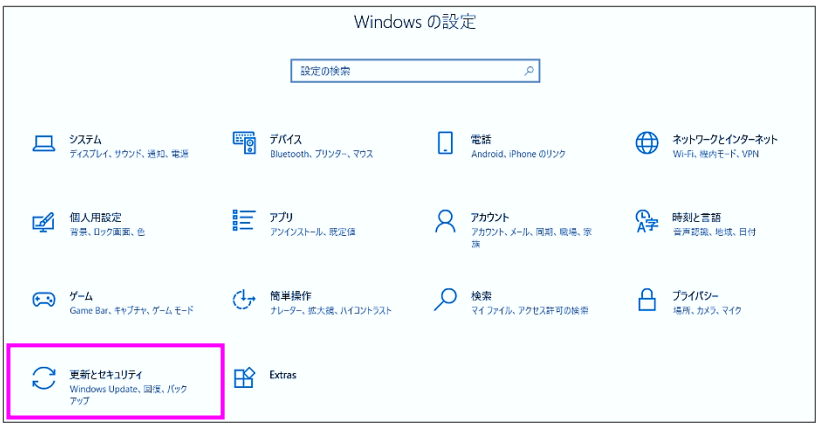 Windows の設定
設定の検索
システム
ディスプレイ、サウンド、通知、電源
デバイス
Bluetooth、プリンター、マウス
電話
Android、iPhone のリンク
ネットワークとインターネット
Wi-Fi、機内モード、VPN
個人用設定
背景、ロック画面、色
アプリ
アンインストール、既定値
アカウント
アカウント、メール、同期、職場、家
族
時刻と言語
音声認識、地域、日付
ゲーム
Game Bar、キャプチャ、ゲーム モード
簡単操作
ナレーター、拡大鏡、ハイコントラスト
検索
マイ ファイル、アクセス許可の検索
プライバシー
場所、カメラ、マイク
更新とセキュリティ
Windows Update、回復、バック
アップ
Extras